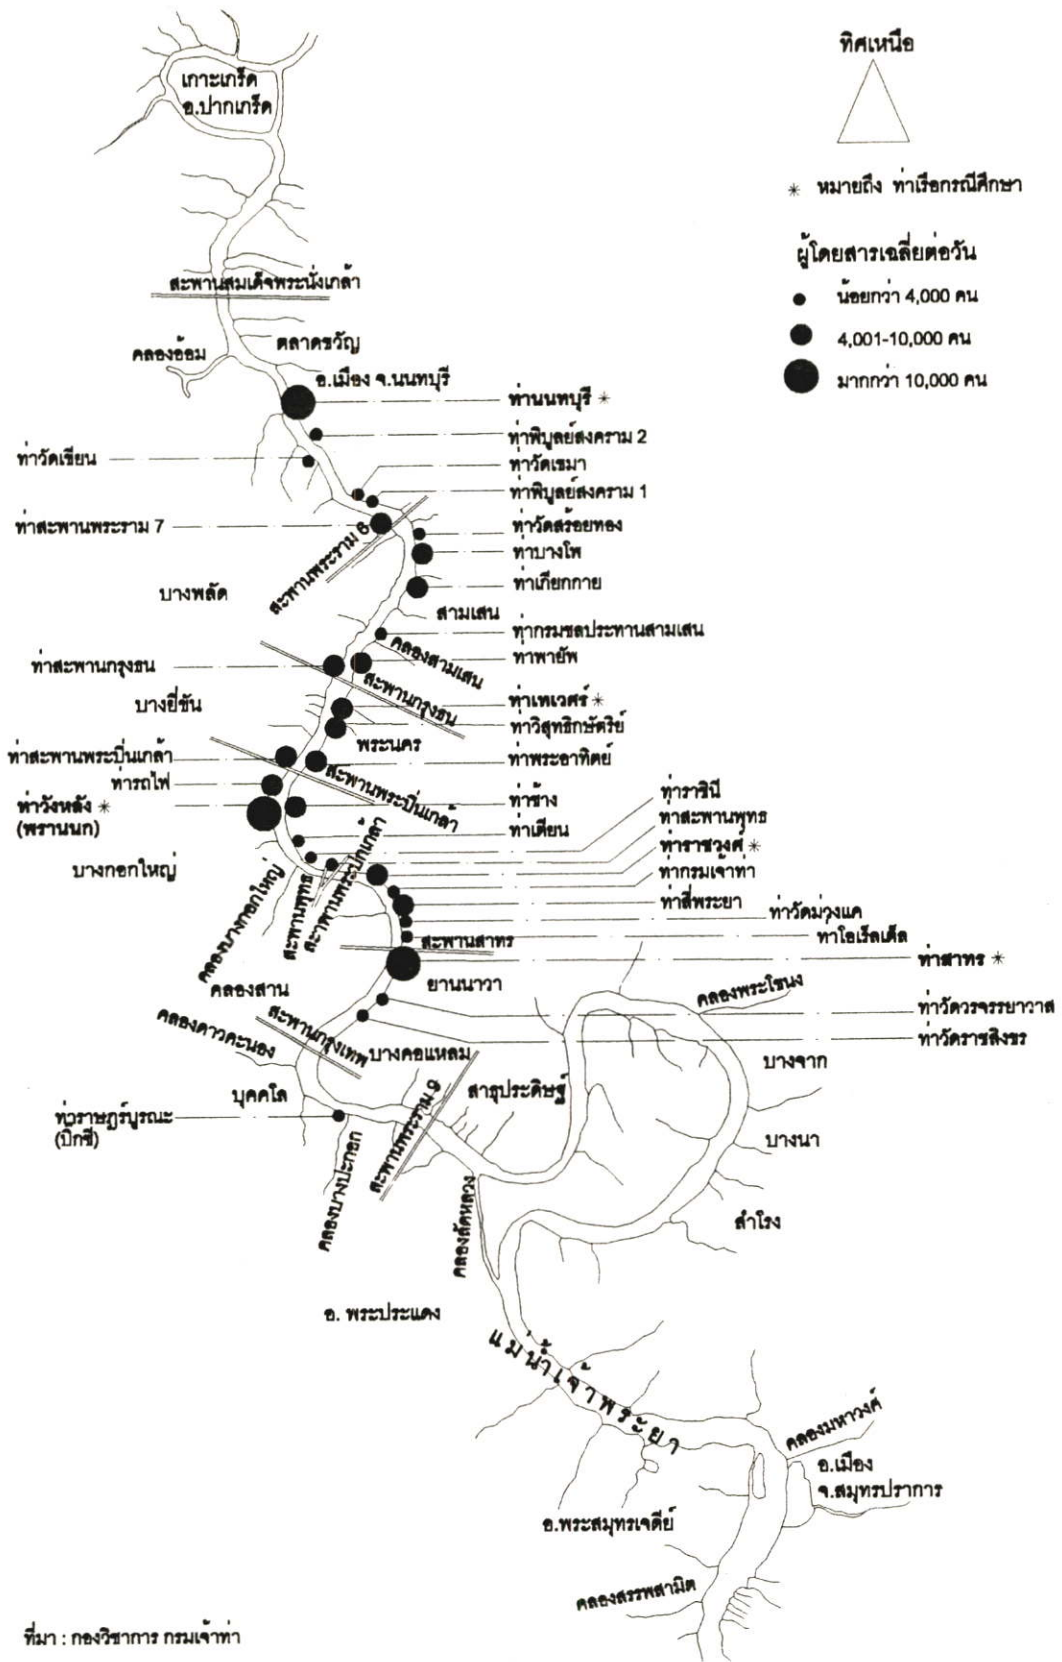 ทิศเหนือ
เกาะเกร็ด
อ.ปากเกร็ด
* หมายถึง ท่าเรือกรณีศึกษา
ผู้โดยสารเฉลี่ยต่อวัน
น้อยกว่า 4,000 คน
4,001-10,000 คน
มากกว่า 10,000 คน
สะพานสมเด็จพระนั่งเกล้า
ตลาดขวัญ
คลองอ้อม
อ.เมือง จ.นนทบุรี
ท่านนทบุรี *
ท่าพิบูลย์สงคราม 2
ท่าวัดเขียน
ท่าวัดเขมา
ท่าพิบูลย์สงคราม 1
ท่าสะพานพระราม 7
สะพานพระราม 6
ท่าวัดสร้อยทอง
ท่าบางโพ
ท่าเกียกกาย
บางพลัด
สามเสน
ท่ากรมชลประทานสามเสน
คลองสามเสน
ท่าพายัพ
ท่าสะพานกรุงธน
สะพานกรุงธน
บางยี่ขัน
ท่าเทเวศร์ *
ท่าวิสุทธิกษัตริย์
พระนคร
ท่าสะพานพระปิ่นเกล้า
ท่าพระอาทิตย์
สะพานพระปิ่นเกล้า
ท่ารถไฟ
ท่าวังหลัง *
(พรานนก)
ท่าช้าง
ท่าเตียน
ท่าราชินี
ท่าสะพานพุทธ
ท่าราชวงศ์ *
ท่ากรมเจ้าท่า
ท่าสี่พระยา
บางกอกใหญ่
คลองบางกอกใหญ่
สะพานพุทธ
สะพานพระปกเกล้า
ท่าวัดม่วงแค
ท่าโอเรียลเต็ล
สะพานสาทร
ท่าสาทร *
คลองสาน
ยานนาวา
คลองพระโขนง
ท่าวัดวรจรรยาวาส
ท่าวัดราชสิงขร
คลองดาวคะนอง
สะพานกรุงเทพ
บางคอแหลม
บางจาก
บุคคโล
สาธุประดิษฐ์
สะพานพระราม 9
ท่าราษฎร์บูรณะ
(บิ๊กซี)
บางนา
คลองบางปะกอก
คลองลัดหลวง
สำโรง
อ. พระประแดง
แม่น้ำเจ้าพระยา
คลองมหาวงศ์
อ.เมือง
จ.สมุทรปราการ
อ.พระสมุทรเจดีย์
คลองสรรพสามิต
ที่มา : กองวิชาการ กรมเจ้าท่า